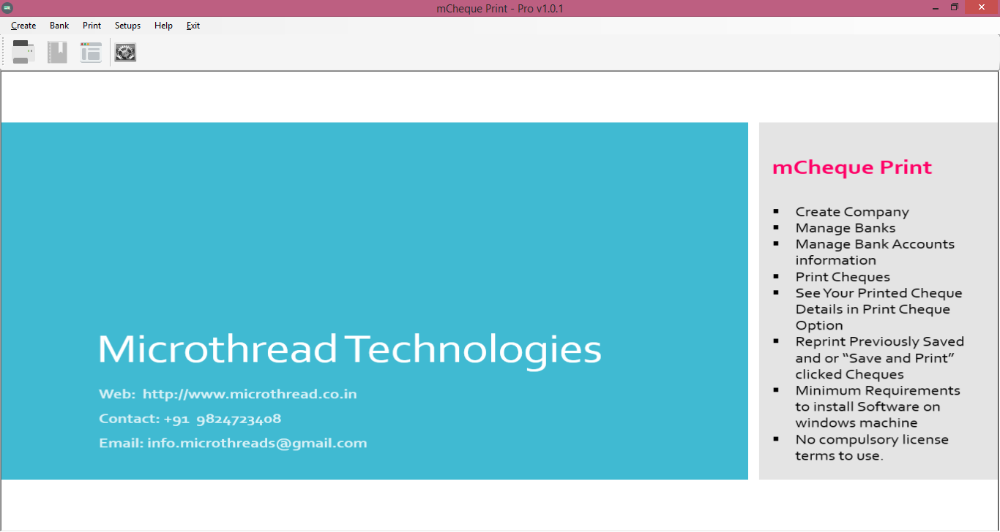 mCheque Print - Pro v1.0.1
Create Bank Print Setups Help Exit
Microthread Technologies
Web: http://www.microthread.co.in
Contact: +91 9824723408
Email: info.microthreads@gmail.com
mCheque Print
▪ Create Company
▪ Manage Banks
▪ Manage Bank Accounts
information
▪ Print Cheques
▪ See Your Printed Cheque
Details in Print Cheque
Option
▪ Reprint Previously Saved
and or “Save and Print”
clicked Cheques
▪ Minimum Requirements
to install Software on
windows machine
▪ No compulsory license
terms to use.